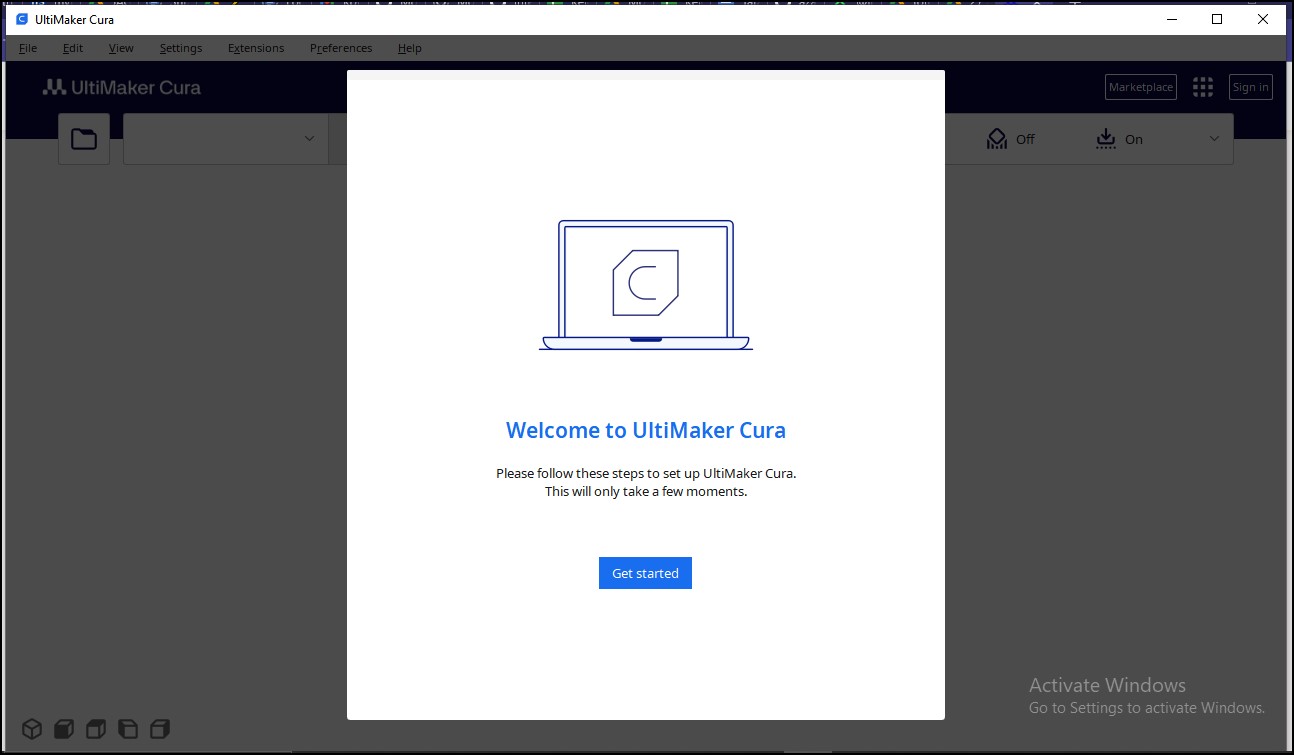 UltiMaker Cura
File Edit View Settings Extensions Preferences Help
UltiMaker Cura
Marketplace
Sign in
Off
On
Welcome to UltiMaker Cura
Please follow these steps to set up UltiMaker Cura.
This will only take a few moments.
Get started
Activate Windows
Go to Settings to activate Windows.